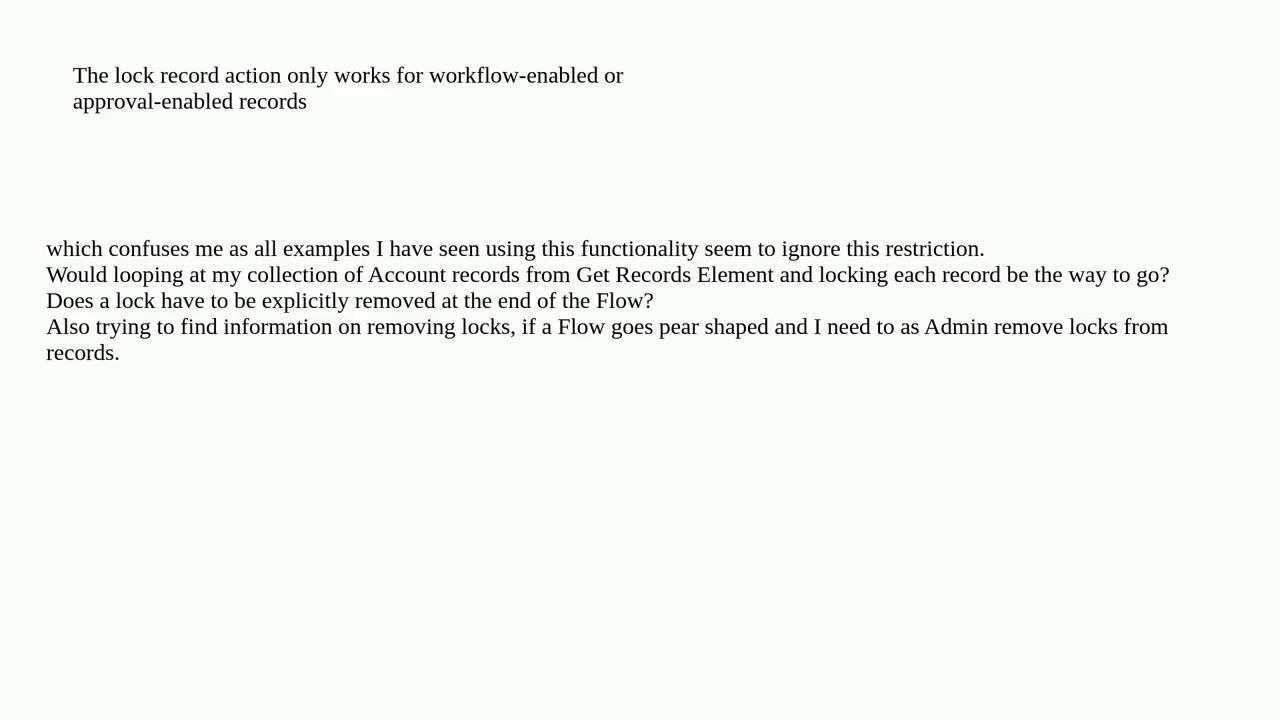 The lock record action only works for workflow-enabled or
approval-enabled records
which confuses me as all examples I have seen using this functionality seem to ignore this restriction.
Would looping at my collection of Account records from Get Records Element and locking each record be the way to go?
Does a lock have to be explicitly removed at the end of the Flow?
Also trying to find information on removing locks, if a Flow goes pear shaped and I need to as Admin remove locks from
records.